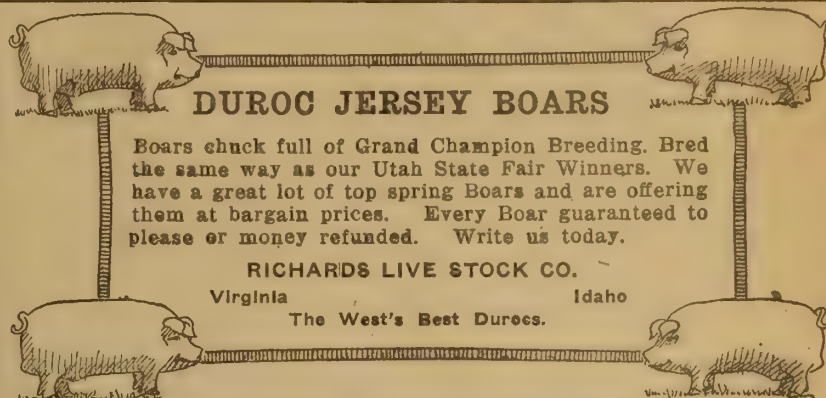 DUROC JERSEY BOARS
Boars chuck full of Grand Champion Breeding. Bred
the same way as our Utah State Fair Winners. We
have a great lot of top spring Boars and are offering
them at bargain prices. Every Boar guaranteed to
please or money refunded. Write us today.
RICHARDS LIVE STOCK CO.
Virginia Idaho
The West's Best Durocs.